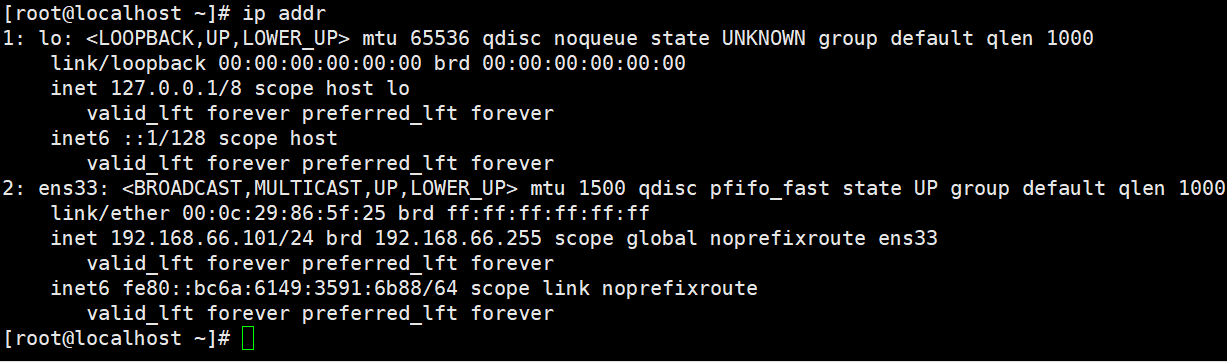 [root@localhost ~]# ip addr
1: lo: <LOOPBACK,UP,LOWER_UP> mtu 65536 qdisc noqueue state UNKNOWN group default qlen 1000
    link/loopback 00:00:00:00:00:00 brd 00:00:00:00:00:00
    inet 127.0.0.1/8 scope host lo
       valid_lft forever preferred_lft forever
    inet6 ::1/128 scope host
       valid_lft forever preferred_lft forever
2: ens33: <BROADCAST,MULTICAST,UP,LOWER_UP> mtu 1500 qdisc pfifo_fast state UP group default qlen 1000
    link/ether 00:0c:29:86:5f:25 brd ff:ff:ff:ff:ff:ff
    inet 192.168.66.101/24 brd 192.168.66.255 scope global noprefixroute ens33
       valid_lft forever preferred_lft forever
    inet6 fe80::bc6a:6149:3591:6b88/64 scope link noprefixroute
       valid_lft forever preferred_lft forever
[root@localhost ~]#